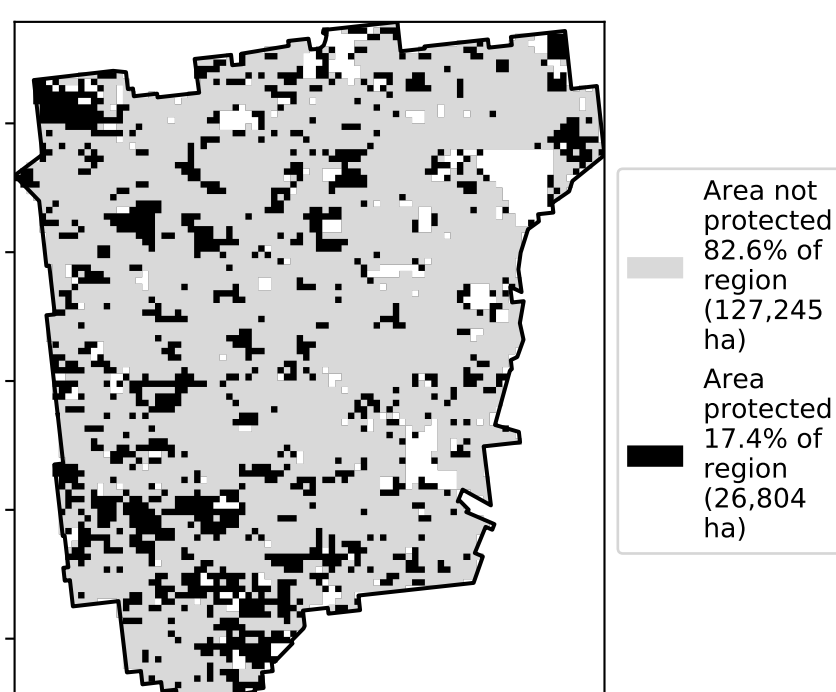 Area not
protected
82.6% of
region
(127,245
ha)
Area
protected
17.4% of
region
(26,804
ha)